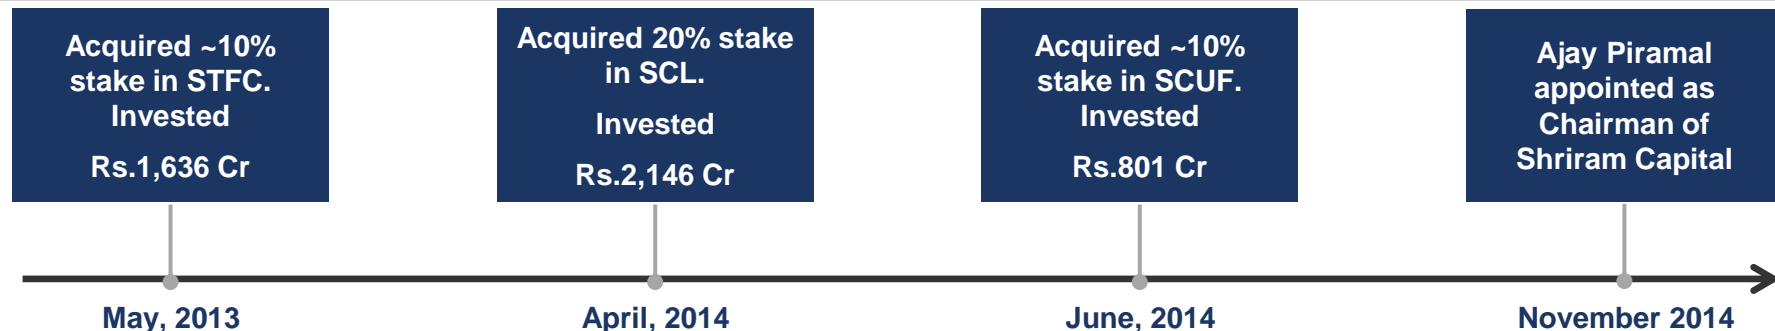 Acquired ~10%
stake in STFC.
Invested
Rs.1,636 Cr
May, 2013
Acquired 20% stake
in SCL.
Invested
Rs.2,146 Cr
April, 2014
Acquired ~10%
stake in SCUF.
Invested
Rs.801 Cr
June, 2014
Ajay Piramal
appointed as
Chairman of
Shriram Capital
November 2014